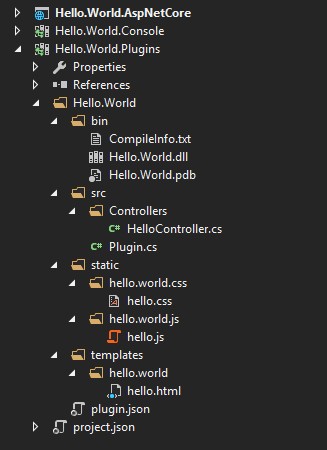 Hello.World.AspNetCore
Hello.World.Console
Hello.World.Plugins
Properties
References
Hello.World
bin
CompileInfo.txt
Hello.World.dll
Hello.World.pdb
src
Controllers
C# HelloController.cs
C# Plugin.cs
static
hello.world.css
hello.css
hello.world.js
hello.js
templates
hello.world
hello.html
plugin.json
project.json